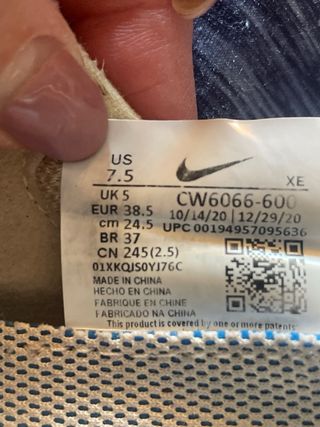 US
7.5
XE
UK 5
CW6066-600
EUR 38.5
10/14/20 | 12/29/20
cm 24.5
UPC 00194957095636
BR 37
CN 245(2.5)
01XKQJS0YJ76C
MADE IN CHINA
HECHO EN CHINA
FABRIQUE EN CHINE
FABRICADO NA CHINA
This product is covered by one or more patents